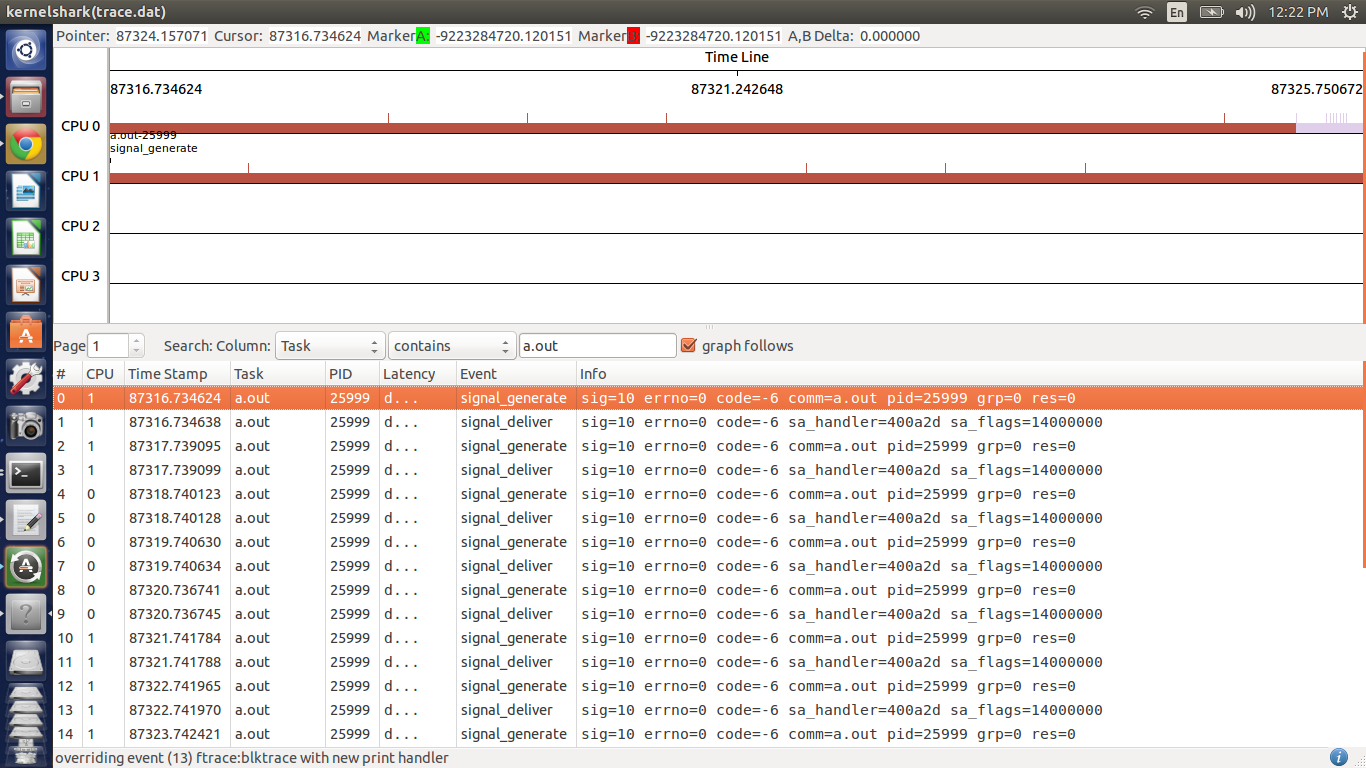 kernelshark(trace.dat) En 12:22 PM
Pointer: 87324.157071 Cursor: 87316.734624 Marker A: -9223284720.120151 Marker -9223284720.120151 A,B Delta: 0.000000
Time Line
87316.734624 87321.242648 87325.750672
CPU 0
a.out-25999
signal_generate
CPU 1
CPU 2
CPU 3
Page 1 Search: Column: Task contains a.out graph follows
# CPU Time Stamp Task PID Latency Event Info
0 1 87316.734624 a.out 25999 d... signal_generate sig=10 errno=0 code=-6 comm=a.out pid=25999 grp=0 res=0
1 1 87316.734638 a.out 25999 d... signal_deliver sig=10 errno=0 code=-6 sa_handler=400a2d sa_flags=14000000
2 1 87317.739095 a.out 25999 d... signal_generate sig=10 errno=0 code=-6 comm=a.out pid=25999 grp=0 res=0
3 1 87317.739099 a.out 25999 d... signal_deliver sig=10 errno=0 code=-6 sa_handler=400a2d sa_flags=14000000
4 0 87318.740123 a.out 25999 d... signal_generate sig=10 errno=0 code=-6 comm=a.out pid=25999 grp=0 res=0
5 0 87318.740128 a.out 25999 d... signal_deliver sig=10 errno=0 code=-6 sa_handler=400a2d sa_flags=14000000
6 0 87319.740630 a.out 25999 d... signal_generate sig=10 errno=0 code=-6 comm=a.out pid=25999 grp=0 res=0
7 0 87319.740634 a.out 25999 d... signal_deliver sig=10 errno=0 code=-6 sa_handler=400a2d sa_flags=14000000
8 0 87320.736741 a.out 25999 d... signal_generate sig=10 errno=0 code=-6 comm=a.out pid=25999 grp=0 res=0
9 0 87320.736745 a.out 25999 d... signal_deliver sig=10 errno=0 code=-6 sa_handler=400a2d sa_flags=14000000
10 1 87321.741784 a.out 25999 d... signal_generate sig=10 errno=0 code=-6 comm=a.out pid=25999 grp=0 res=0
11 1 87321.741788 a.out 25999 d... signal_deliver sig=10 errno=0 code=-6 sa_handler=400a2d sa_flags=14000000
12 1 87322.741965 a.out 25999 d... signal_generate sig=10 errno=0 code=-6 comm=a.out pid=25999 grp=0 res=0
13 1 87322.741970 a.out 25999 d... signal_deliver sig=10 errno=0 code=-6 sa_handler=400a2d sa_flags=14000000
14 1 87323.742421 a.out 25999 d... signal_generate sig=10 errno=0 code=-6 comm=a.out pid=25999 grp=0 res=0
overriding event (13) ftrace:blktrace with new print handler